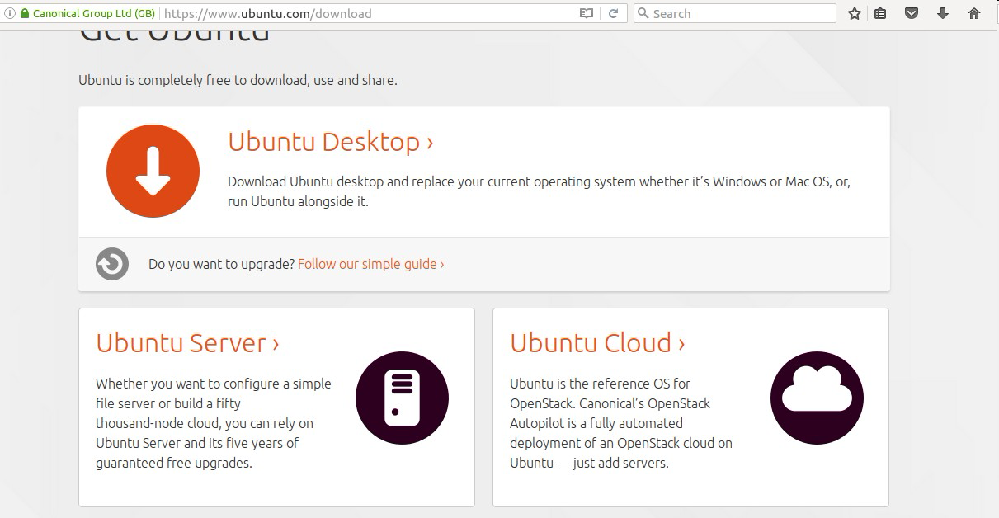 Canonical Group Ltd (GB) https://www.ubuntu.com/download Search
Get Ubuntu
Ubuntu is completely free to download, use and share.
Ubuntu Desktop ›
Download Ubuntu desktop and replace your current operating system whether it’s Windows or Mac OS, or,
run Ubuntu alongside it.
Do you want to upgrade? Follow our simple guide ›
Ubuntu Server ›
Whether you want to configure a simple
file server or build a fifty
thousand-node cloud, you can rely on
Ubuntu Server and its five years of
guaranteed free upgrades.
Ubuntu Cloud ›
Ubuntu is the reference OS for
OpenStack. Canonical’s OpenStack
Autopilot is a fully automated
deployment of an OpenStack cloud on
Ubuntu — just add servers.